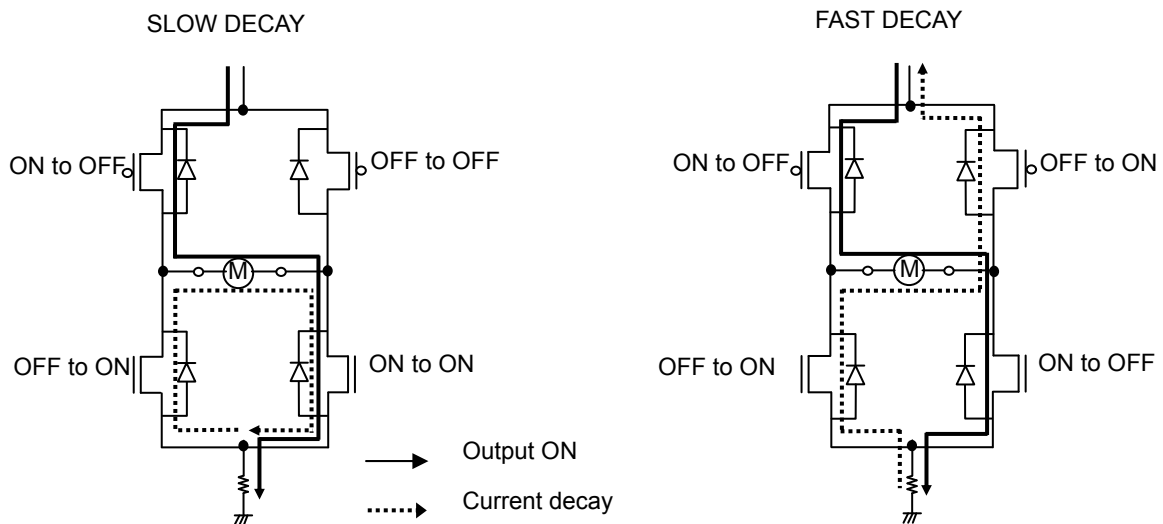 SLOW DECAY
ON to OFF
OFF to OFF
M
OFF to ON
ON to ON
FAST DECAY
ON to OFF
OFF to ON
M
OFF to ON
ON to OFF
Output ON
Current decay